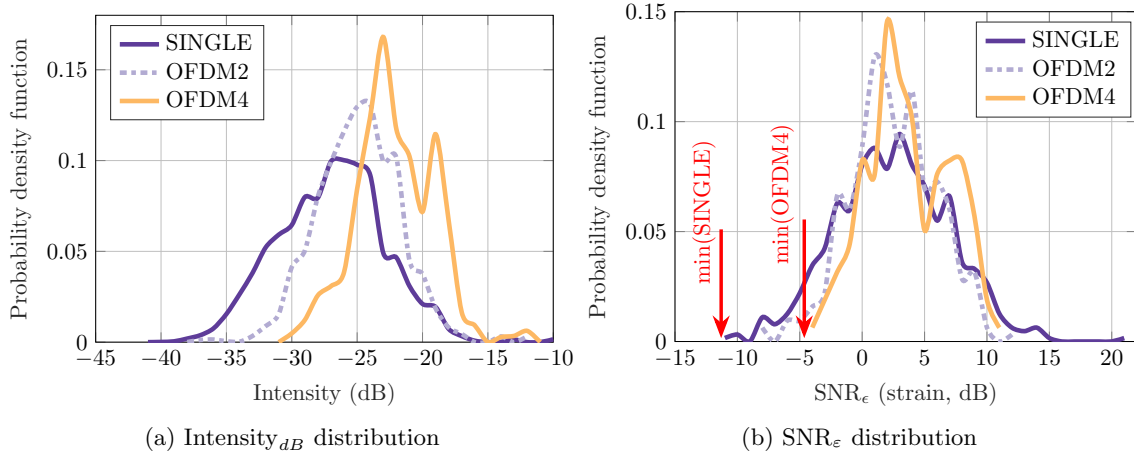 Probability density function
0.15
0.1
0.05
0
SINGLE
OFDM2
OFDM4
−45
−40
−35
−30
−25
−20
−15
−10
Intensity (dB)
(a) Intensity_dB distribution
Probability density function
0.15
0.1
0.05
0
SINGLE
OFDM2
OFDM4
min(SINGLE)
min(OFDM4)
−15
−10
−5
0
5
10
15
20
SNR_ϵ (strain, dB)
(b) SNR_ε distribution